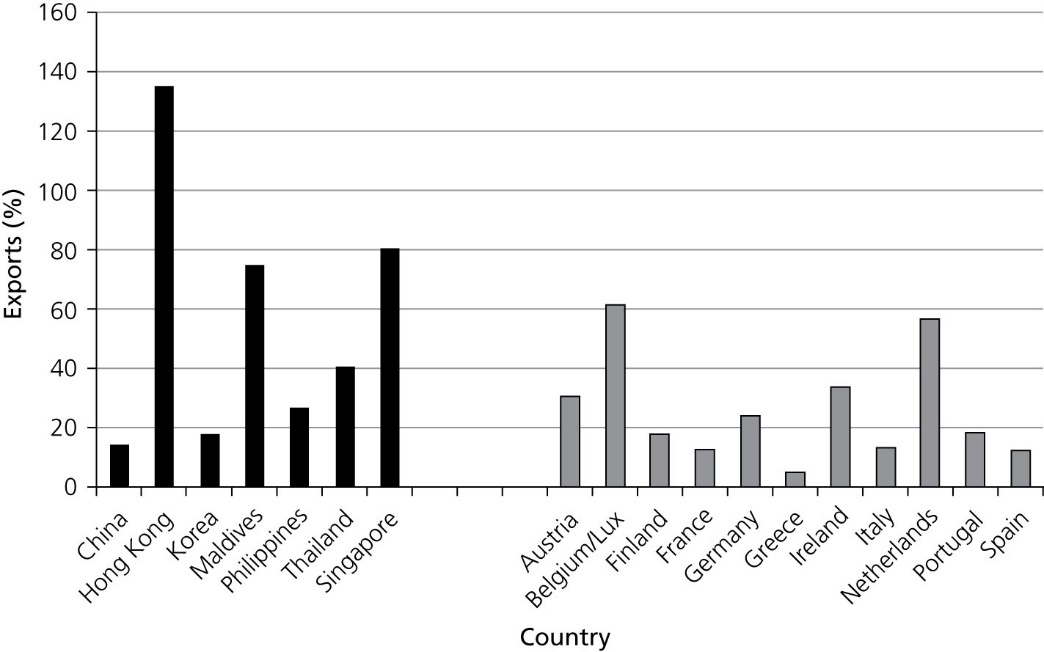 160
140
120
100
80
60
40
20
0
Exports (%)
China
Hong Kong
Korea
Maldives
Philippines
Thailand
Singapore
Austria
Belgium/Lux
Finland
France
Germany
Greece
Ireland
Italy
Netherlands
Portugal
Spain
Country